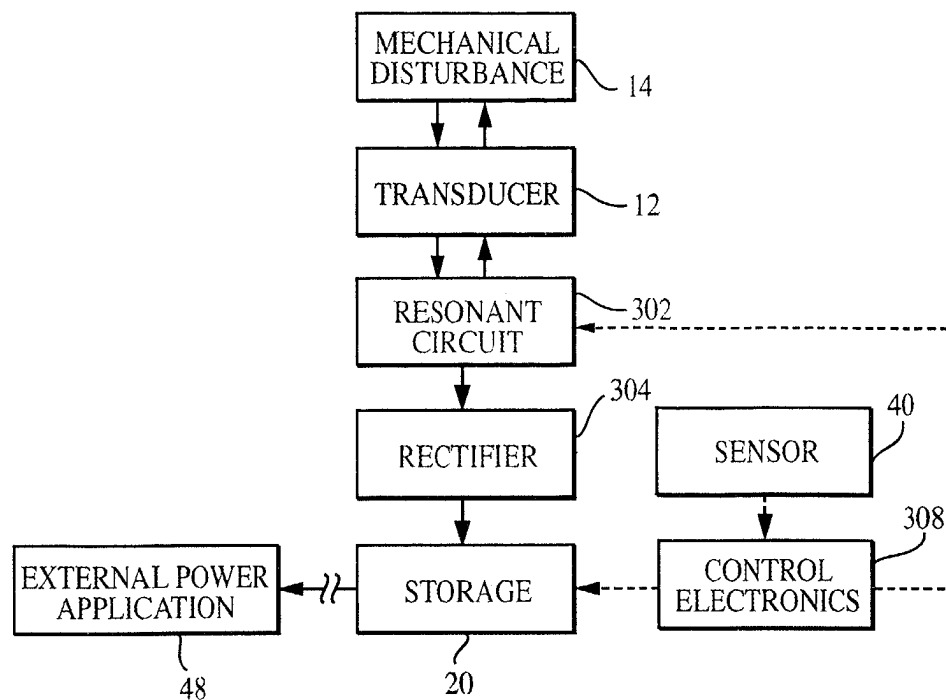 MECHANICAL
DISTURBANCE
14
TRANSDUCER
12
RESONANT
CIRCUIT
302
RECTIFIER
304
SENSOR
40
EXTERNAL POWER
APPLICATION
48
STORAGE
20
CONTROL
ELECTRONICS
308